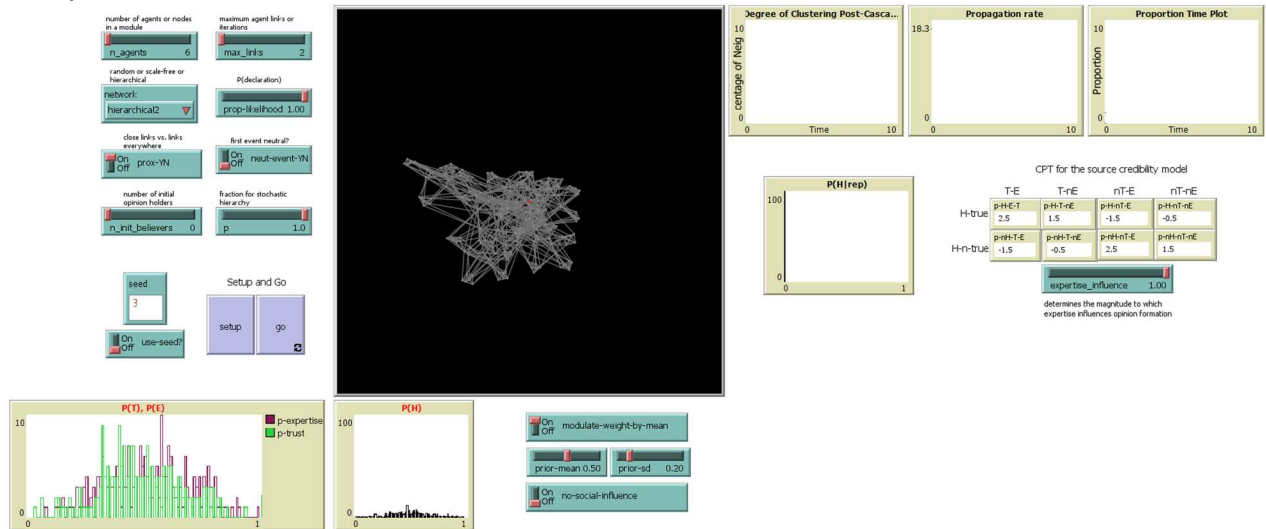 number of agents or nodes
in a module
n_agents 6
maximum agent links or
iterations
max_links 2
random or scale-free or
hierarchical
network:
hierarchical2
P(declaration)
prop-likelihood 1.00
close links vs. links
everywhere
On
Off
prox-YN
first event neutral?
On
Off
neut-event-YN
number of initial
opinion holders
n_init_believers 0
fraction for stochastic
hierarchy
p 1.0
seed
3
Setup and Go
setup
go
On
Off
use-seed?
Degree of Clustering Post-Casca...
centage of Neig
10
0
0 Time 10
Propagation rate
18.3
0
0 10
Proportion Time Plot
Proportion
10
0
0 Time 10
P(H|rep)
100
0
0 1
CPT for the source credibility model
T-E T-nE nT-E nT-nE
H-true
p-H-E-T p-H-T-nE p-H-nT-E p-H-nT-nE
2.5 1.5 -1.5 -0.5
H-n-true
p-nH-T-E p-nH-T-nE p-nH-nT-E p-nH-nT-nE
-1.5 -0.5 2.5 1.5
expertise_influence 1.00
determines the magnitude to which
expertise influences opinion formation
P(T), P(E)
10
0
0 1
p-expertise
p-trust
P(H)
100
0
0 1
On
Off
modulate-weight-by-mean
prior-mean 0.50
prior-sd 0.20
On
Off
no-social-influence